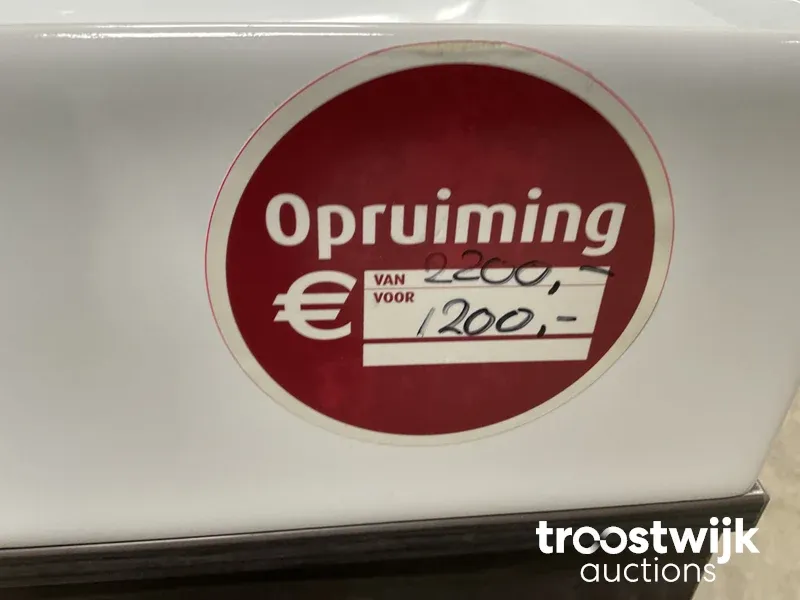 Opruiming
€ VAN 2200,-
VOOR 1200,-
troostwijk
auctions